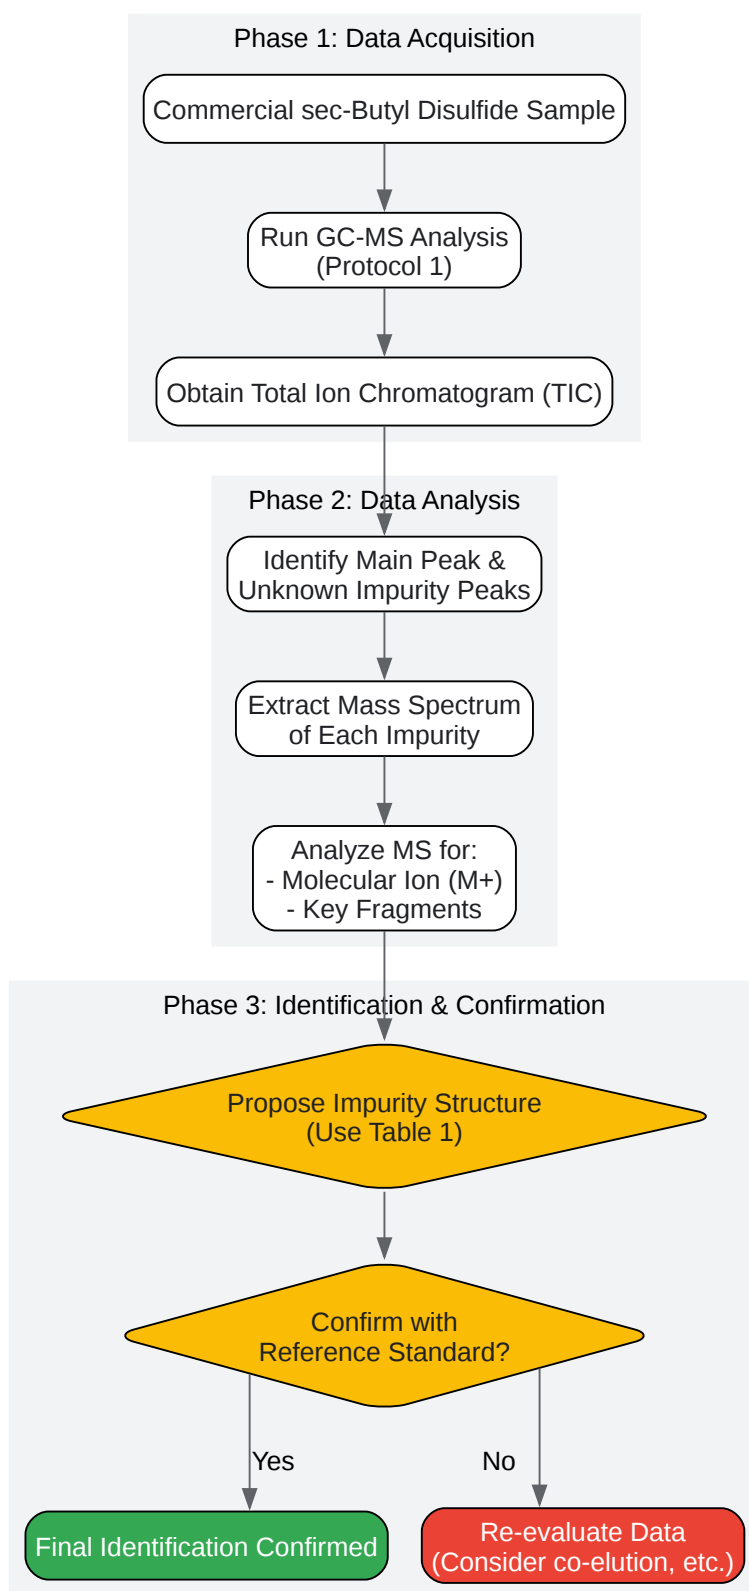 Phase 1: Data Acquisition
Commercial sec-Butyl Disulfide Sample
Run GC-MS Analysis
(Protocol 1)
Obtain Total Ion Chromatogram (TIC)
Phase 2: Data Analysis
Identify Main Peak &
Unknown Impurity Peaks
Extract Mass Spectrum
of Each Impurity
Analyze MS for:
- Molecular Ion (M+)
- Key Fragments
Phase 3: Identification & Confirmation
Propose Impurity Structure
(Use Table 1)
Confirm with
Reference Standard?
Yes
No
Final Identification Confirmed
Re-evaluate Data
(Consider co-elution, etc.)